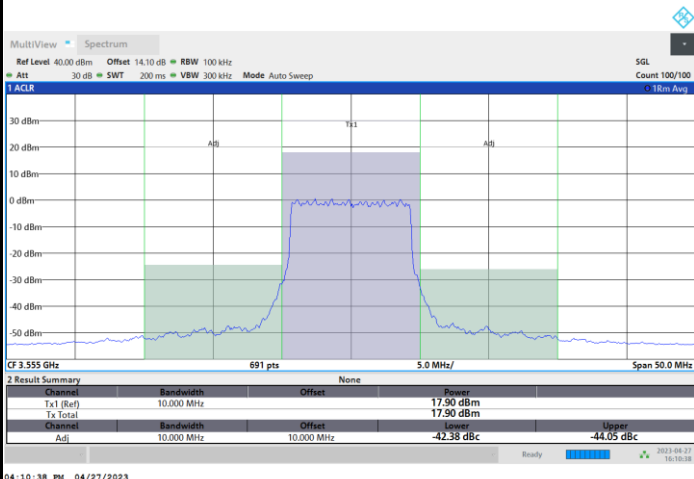 MultiView Spectrum
Ref Level 40.00 dBm Offset 14.10 dB RBW 100 kHz SGL
Att 30 dB SWT 200 ms VBW 300 kHz Mode Auto Sweep Count 100/100
1 ACLR 1Rm Avg
Tx1
Adj Adj
30 dBm
20 dBm
10 dBm
0 dBm
-10 dBm
-20 dBm
-30 dBm
-40 dBm
-50 dBm
CF 3.555 GHz 691 pts 5.0 MHz/ Span 50.0 MHz
2 Result Summary None
Channel Bandwidth Offset Power
Tx1 (Ref) 10.000 MHz 17.90 dBm
Tx Total 17.90 dBm
Channel Bandwidth Offset Lower Upper
Adj 10.000 MHz 10.000 MHz -42.38 dBc -44.05 dBc
Ready 2023-04-27
16:10:38
04:10:38 PM 04/27/2023